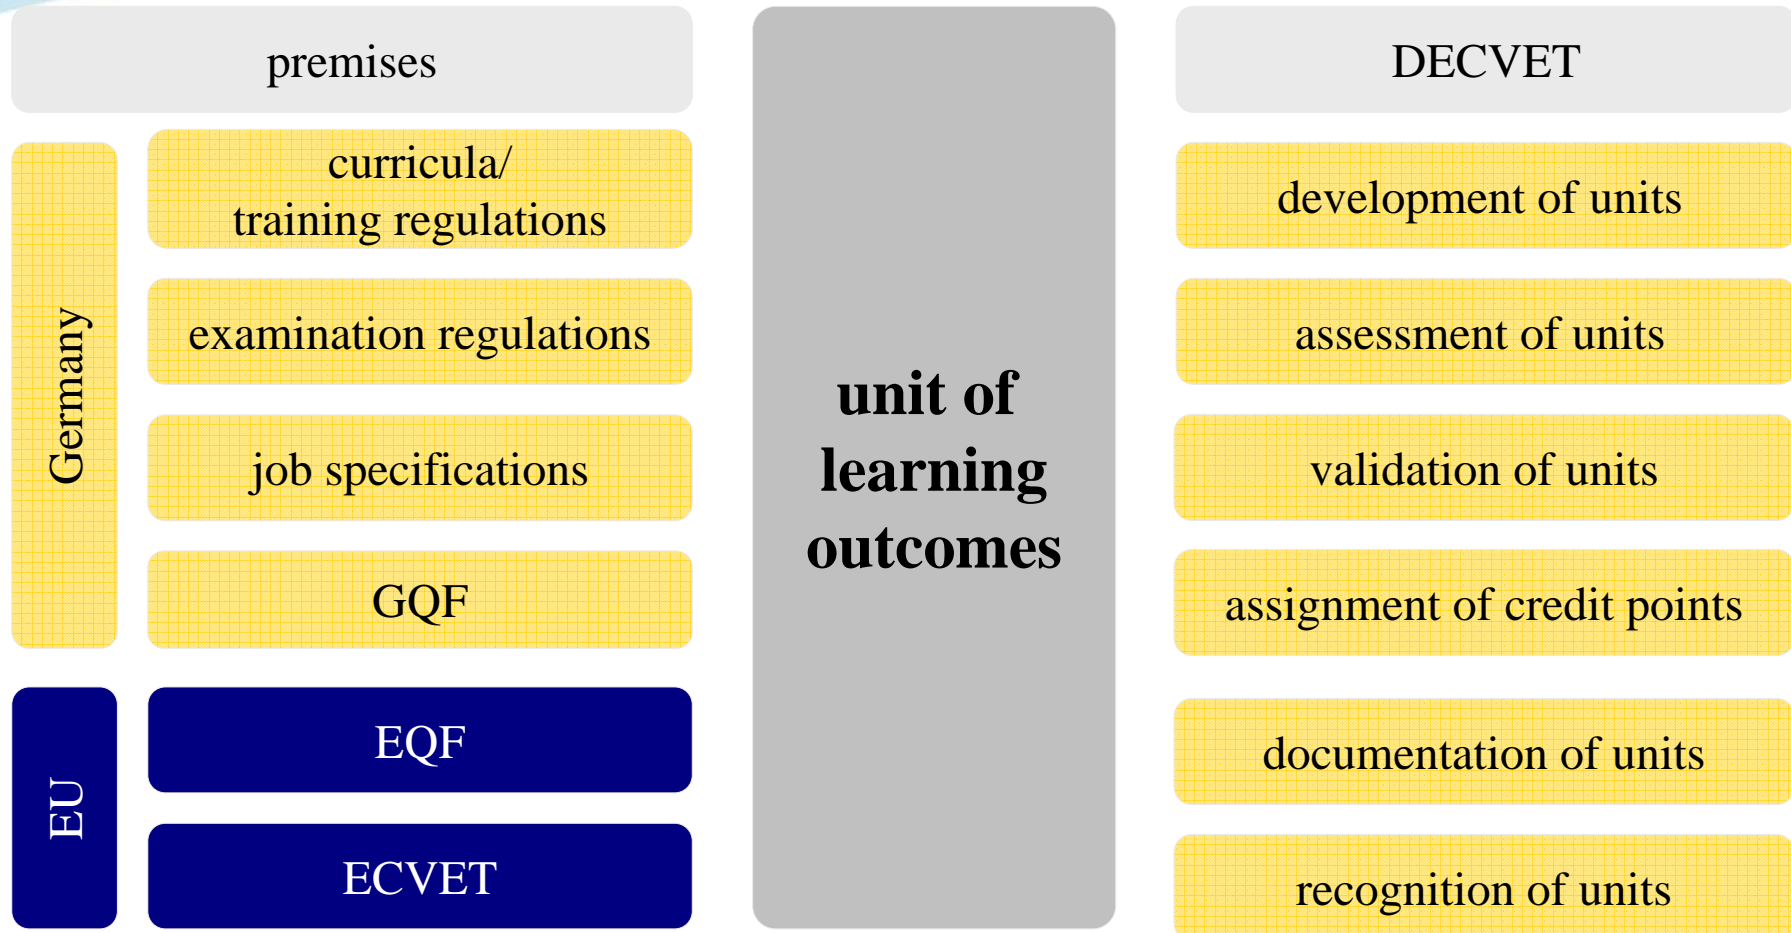 premises
Germany
curricula/
training regulations
examination regulations
job specifications
GQF
EU
EQF
ECVET
unit of
learning
outcomes
DECVET
development of units
assessment of units
validation of units
assignment of credit points
documentation of units
recognition of units